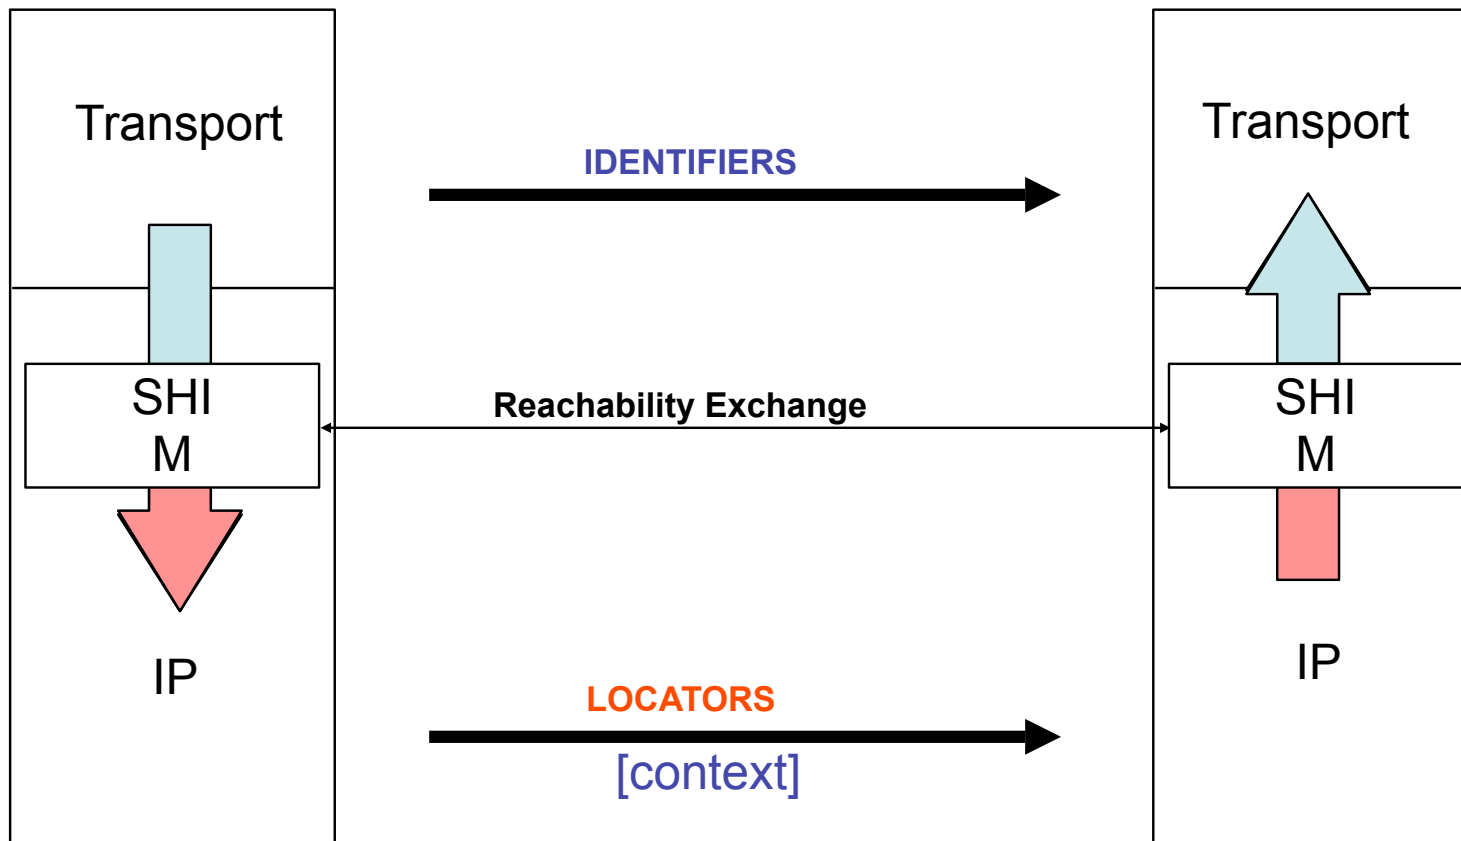 Transport
Transport
IDENTIFIERS
SHI
M
Reachability Exchange
SHI
M
IP
IP
LOCATORS
[context]